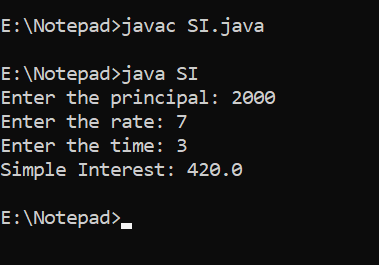 E:\Notepad>javac SI.java
E:\Notepad>java SI
Enter the principal: 2000
Enter the rate: 7
Enter the time: 3
Simple Interest: 420.0
E:\Notepad>